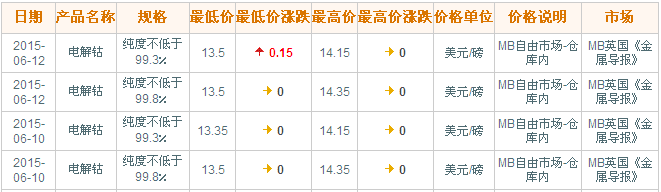 日期 产品名称 规格 最低价 最低价涨跌 最高价 最高价涨跌 价格单位 价格说明 市场
2015-06-12 电解钴 纯度不低于99.3% 13.5 0.15 14.15 0 美元/磅 MB自由市场-仓库内 MB英国《金属导报》
2015-06-12 电解钴 纯度不低于99.8% 13.5 0 14.35 0 美元/磅 MB自由市场-仓库内 MB英国《金属导报》
2015-06-10 电解钴 纯度不低于99.3% 13.35 0 14.15 0 美元/磅 MB自由市场-仓库内 MB英国《金属导报》
2015-06-10 电解钴 纯度不低于99.8% 13.5 0 14.35 0 美元/磅 MB自由市场-仓库内 MB英国《金属导报》